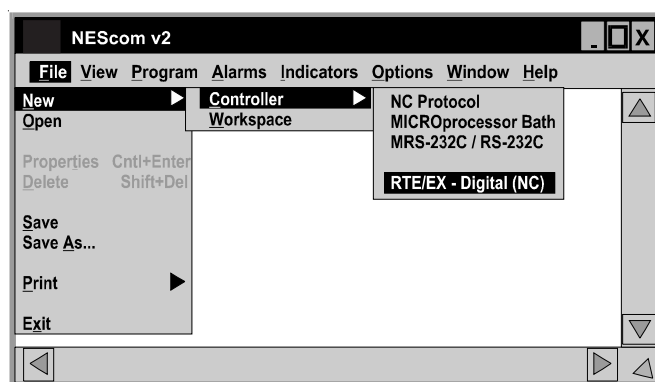 NEScom v2
File View Program Alarms Indicators Options Window Help
New
Open
Properties Cntl+Enter
Delete Shift+Del
Save
Save As...
Print
Exit
Controller
Workspace
NC Protocol
MICROprocessor Bath
MRS-232C / RS-232C
RTE/EX - Digital (NC)